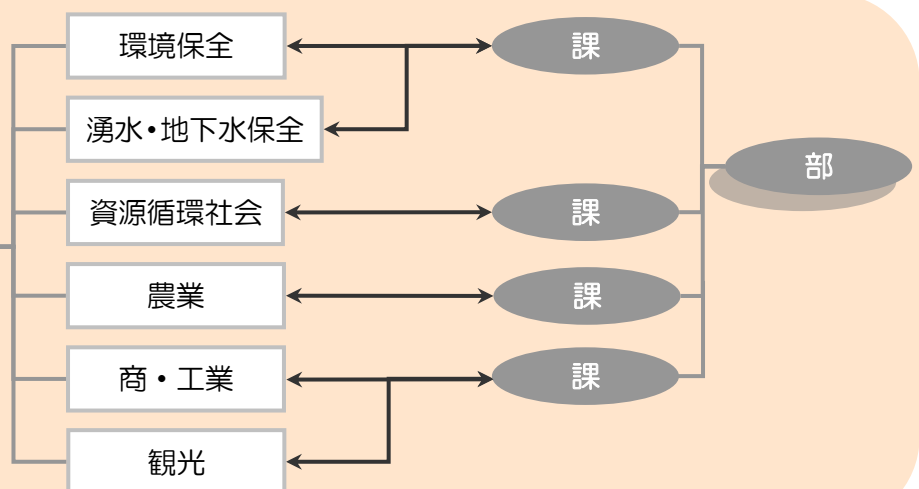 環境保全
課
湧水・地下水保全
部
資源循環社会
課
農業
課
商・工業
課
観光